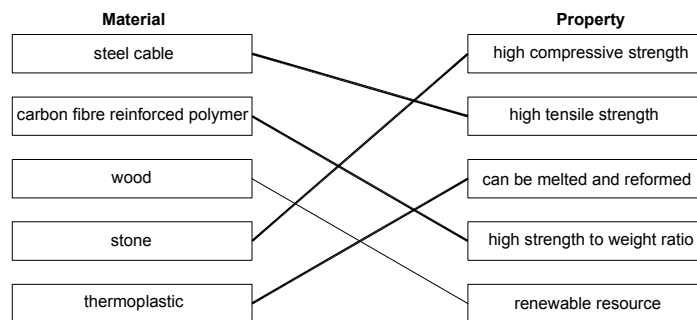 Material
Property
steel cable
high compressive strength
carbon fibre reinforced polymer
high tensile strength
wood
can be melted and reformed
stone
high strength to weight ratio
thermoplastic
renewable resource